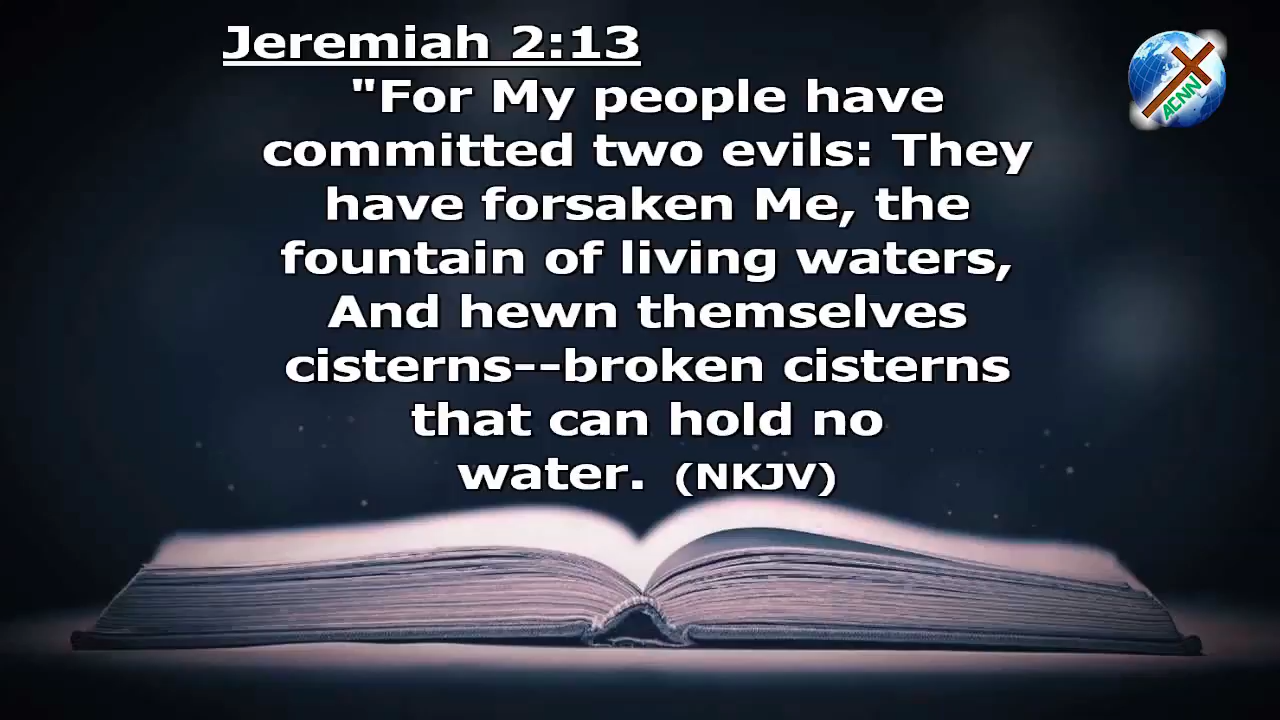 Jeremiah 2:13
"For My people have
committed two evils: They
have forsaken Me, the
fountain of living waters,
And hewn themselves
cisterns--broken cisterns
that can hold no
water. (NKJV)
ACNN